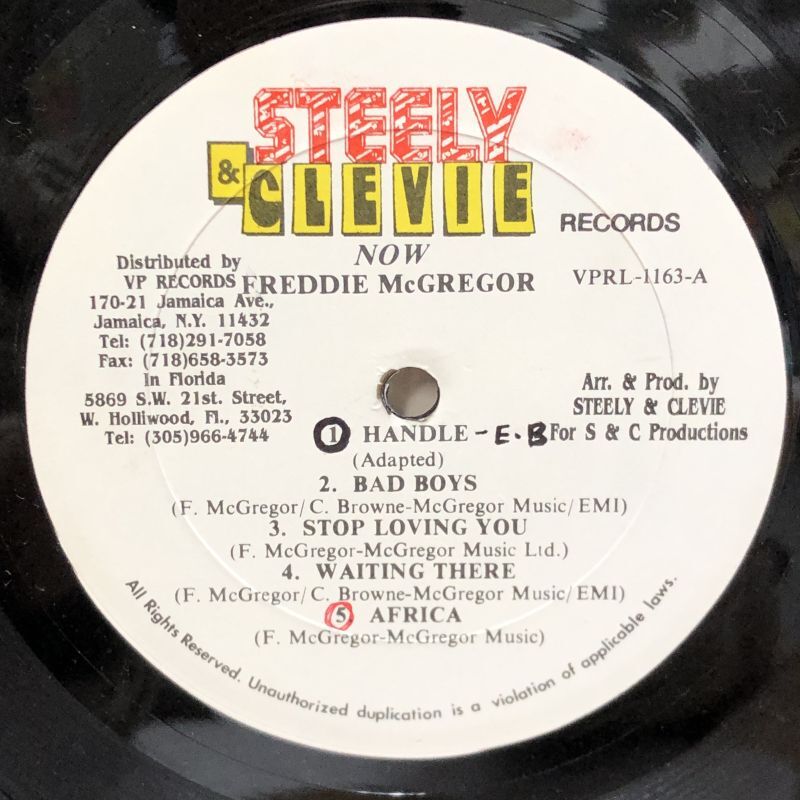 STEELY
& CLEVIE
RECORDS
NOW
FREDDIE McGREGOR
VPRL-1163-A
Distributed by
VP RECORDS
170-21 Jamaica Ave.,
Jamaica, N.Y. 11432
Tel: (718)291-7058
Fax: (718)658-3573
In Florida
5869 S.W. 21st. Street,
W. Holliwood, Fl., 33023
Tel: (305)966-4744
Arr. & Prod. by
STEELY & CLEVIE
For S & C Productions
1 HANDLE - E.B
(Adapted)
2. BAD BOYS
(F. McGregor/C. Browne-McGregor Music/EMI)
3. STOP LOVING YOU
(F. McGregor-McGregor Music Ltd.)
4. WAITING THERE
(F. McGregor/C. Browne-McGregor Music/EMI)
5 AFRICA
(F. McGregor-McGregor Music)
All Rights Reserved. Unauthorized duplication is a violation of applicable laws.